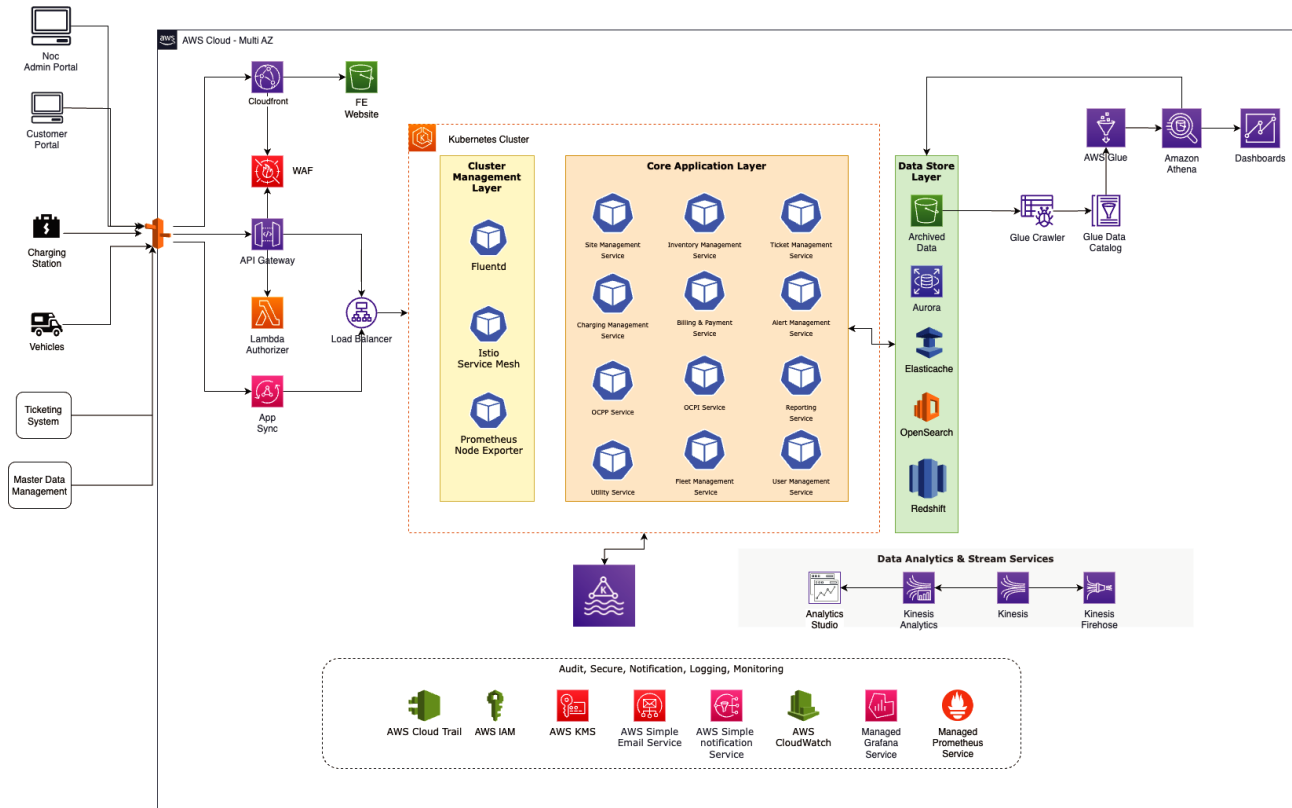 Noc
Admin Portal
Customer
Portal
Charging
Station
Vehicles
Ticketing
System
Master Data
Management
aws
AWS Cloud - Multi AZ
Cloudfront
FE
Website
WAF
API Gateway
Lambda
Authorizer
App
Sync
Load Balancer
K
Kubernetes Cluster
Cluster
Management
Layer
Fluentd
Istio
Service Mesh
Prometheus
Node Exporter
Core Application Layer
Site Management
Service
Inventory Management
Service
Ticket Management
Service
Charging Management
Service
Billing & Payment
Service
Alert Management
Service
OCPP Service
OCPI Service
Reporting
Service
Utility Service
Fleet Management
Service
User Management
Service
Data Store
Layer
Archived
Data
Aurora
Elasticache
OpenSearch
Redshift
Glue Crawler
Glue Data
Catalog
AWS Glue
Amazon
Athena
Dashboards
K
Data Analytics & Stream Services
Analytics
Studio
Kinesis
Analytics
Kinesis
Kinesis
Firehose
Audit, Secure, Notification, Logging, Monitoring
AWS Cloud Trail
AWS IAM
AWS KMS
AWS Simple
Email Service
AWS Simple
notification
Service
AWS
CloudWatch
Managed
Grafana
Service
Managed
Prometheus
Service